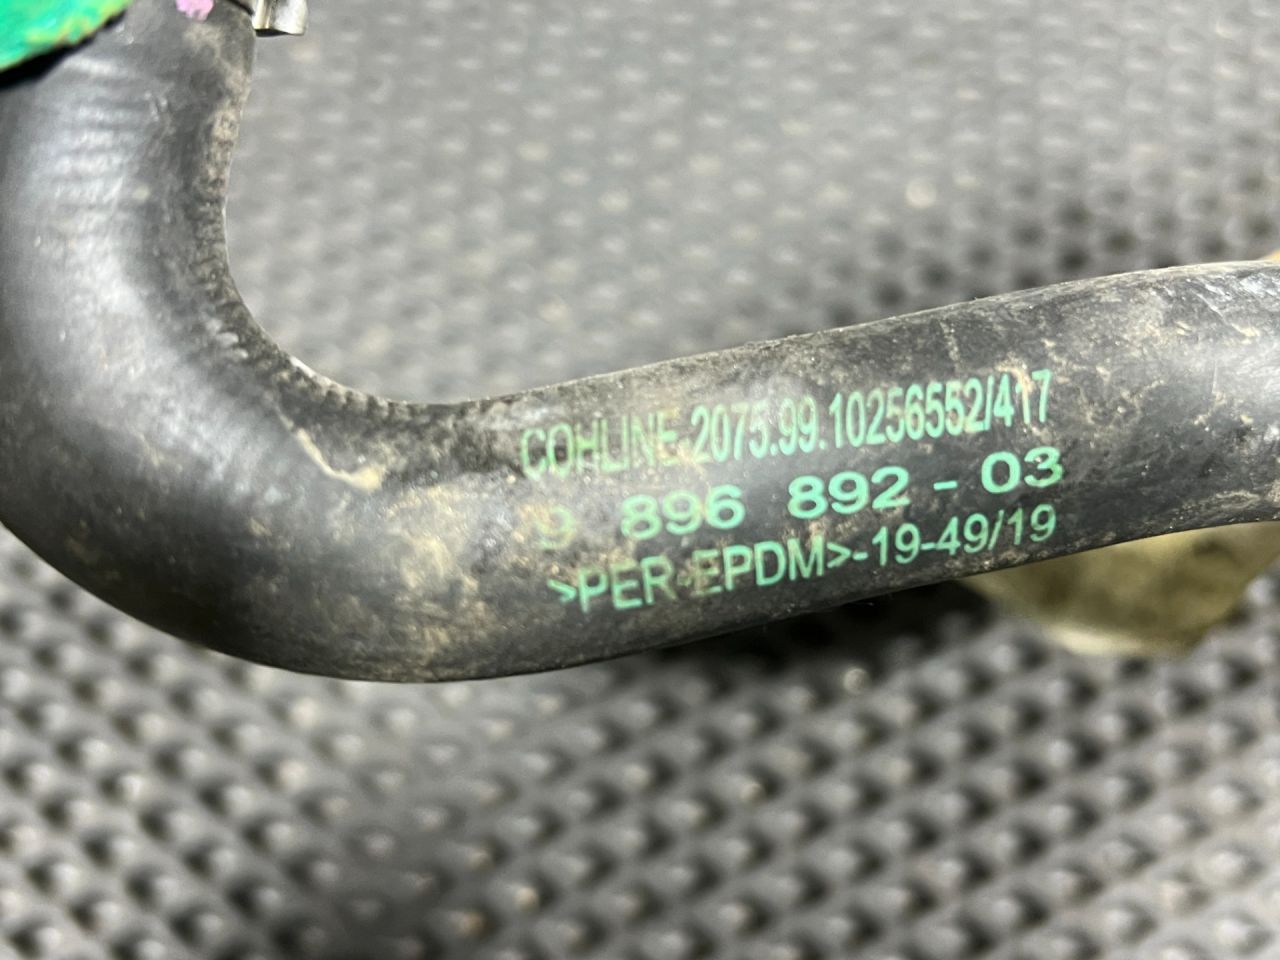 COHLINE 2075.99.10256552/417
9 896 892-03
>PER-EPDM>-19-49/19